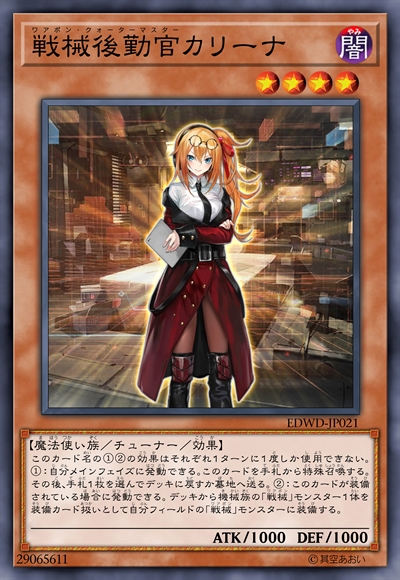 ワアポン・クォーターマスター
戦械後勤官カリーナ
やみ
闇
EDWD-JP021
【魔法使い族／チューナー／効果】
このカード名の①②の効果はそれぞれ1ターンに1度しか使用できない。
①：自分メインフェイズに発動できる。このカードを手札から特殊召喚する。
その後、手札1枚を選んでデッキに戻すか墓地へ送る。②：このカードが装備
されている場合に発動できる。デッキから機械族の「戦械」モンスター1体を
装備カード扱いとして自分フィールドの「戦械」モンスターに装備する。
ATK/1000 DEF/1000
29065611
©其空あおい